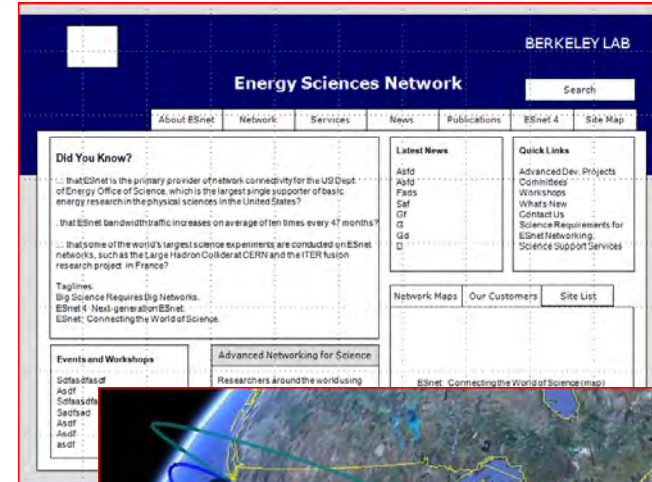 BERKELEY LAB
Energy Sciences Network
Search
About ESnet Network Services News Publications ESnet 4 Site Map
Did You Know?
... that ESnet is the primary provider of network connectivity for the US Dept.
of Energy Office of Science, which is the largest single supporter of basic
energy research in the physical sciences in the United States?
. that ESnet bandwidth traffic increases on average of ten times every 47 months?
... that some of the world's largest science experiments are conducted on ESnet
networks, such as the Large Hadron Collider at CERN and the ITER fusion
research project in France?
Taglines:
Big Science Requires Big Networks.
ESnet 4 Next-generation ESnet.
ESnet: Connecting the World of Science.
Latest News
Asfd
Asfd
Fads
Saf
Gf
G
Gd
D
Quick Links
Advanced Dev. Projects
Committees
Workshops
What's New
Contact Us
Science Requirements for
ESnet Networking.
Science Support Services
Network Maps Our Customers Site List
ESnet Connecting the World of Science (map)
Events and Workshops
Sdfasdfasdf
Asdf
Sdfaasdfa
Sadfsad
Asdf
Asdf
asdf
Advanced Networking for Science
Researchers around the world using